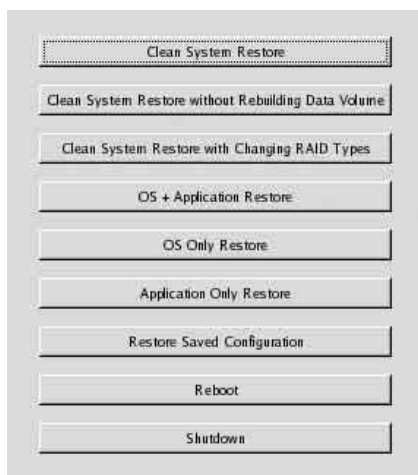 Clean System Restore
Clean System Restore without Rebuilding Data Volume
Clean System Restore with Changing RAID Types
OS + Application Restore
OS Only Restore
Application Only Restore
Restore Saved Configuration
Reboot
Shutdown